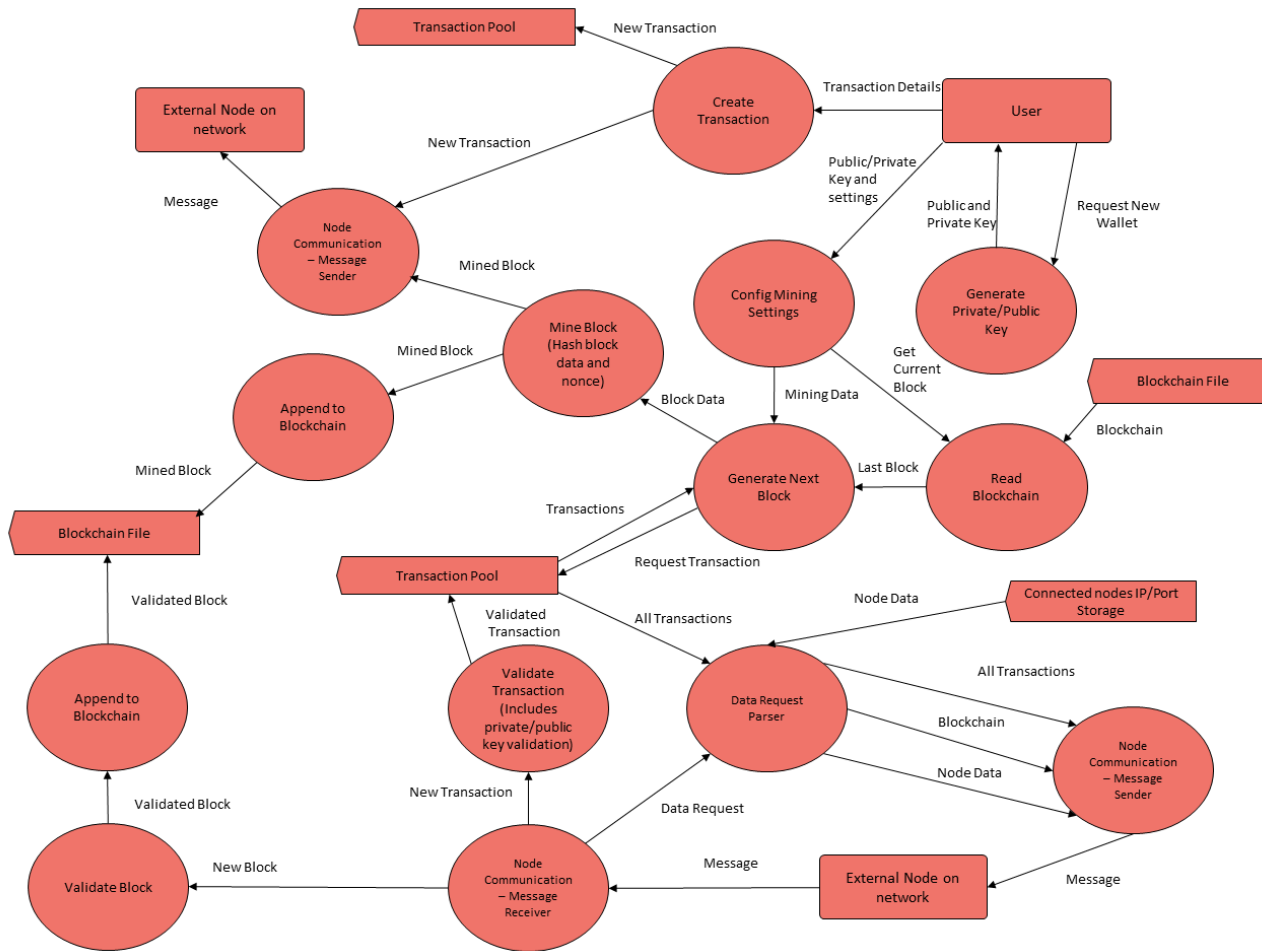 Transaction Pool
New Transaction
Create
Transaction
Transaction Details
User
External Node on
network
New Transaction
Message
Node
Communication
– Message
Sender
Public/Private
Key and
settings
Public and
Private Key
Request New
Wallet
Mined Block
Config Mining
Settings
Generate
Private/Public
Key
Mine Block
(Hash block
data and
nonce)
Mined Block
Get
Current
Block
Blockchain File
Append to
Blockchain
Block Data
Mining Data
Blockchain
Mined Block
Generate Next
Block
Last Block
Read
Blockchain
Transactions
Blockchain File
Request Transaction
Transaction Pool
Validated Block
Validated
Transaction
All Transactions
Node Data
Connected nodes IP/Port
Storage
Append to
Blockchain
Validate
Transaction
(Includes
private/public
key validation)
Data Request
Parser
All Transactions
Blockchain
Node Data
Node
Communication
– Message
Sender
Validated Block
New Transaction
Data Request
Validate Block
New Block
Node
Communication
– Message
Receiver
Message
External Node on
network
Message